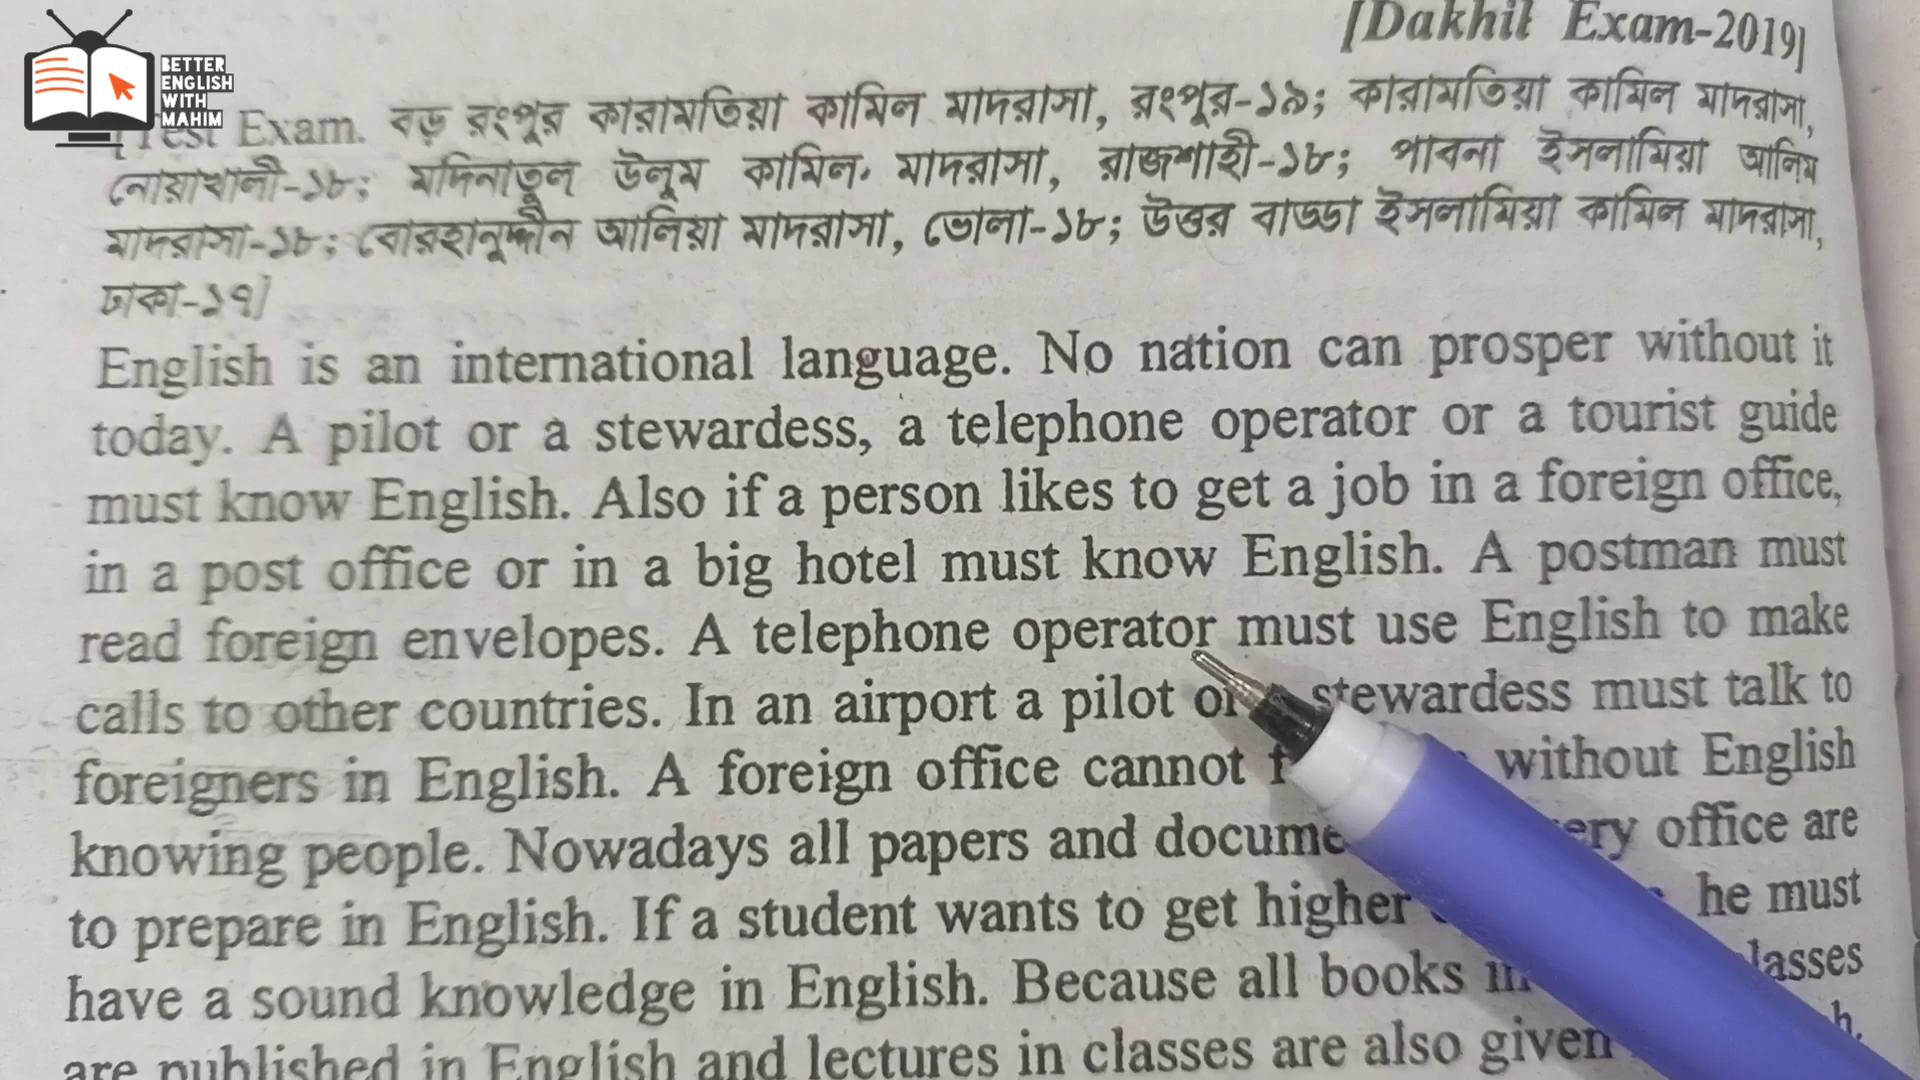 BETTER
ENGLISH
WITH
MAHIM
[Dakhil Exam-2019]
[Test Exam. বড় রংপুর কারামতিয়া কামিল মাদরাসা, রংপুর-১৯; কারামতিয়া কামিল মাদরাসা,
নোয়াখালী-১৮; মদিনাতুল উলূম কামিল মাদরাসা, রাজশাহী-১৮; পাবনা ইসলামিয়া আলিম
মাদরাসা-১৮; বোরহানুদ্দীন আলিয়া মাদরাসা, ভোলা-১৮; উত্তর বাড্ডা ইসলামিয়া কামিল মাদরাসা,
ঢাকা-১৭]
English is an international language. No nation can prosper without it
today. A pilot or a stewardess, a telephone operator or a tourist guide
must know English. Also if a person likes to get a job in a foreign office,
in a post office or in a big hotel must know English. A postman must
read foreign envelopes. A telephone operator must use English to make
calls to other countries. In an airport a pilot or stewardess must talk to
foreigners in English. A foreign office cannot without English
knowing people. Nowadays all papers and office are
to prepare in English. If a student wants to get higher he must
have a sound knowledge in English. Because all books
are published in English and lectures in classes are also given